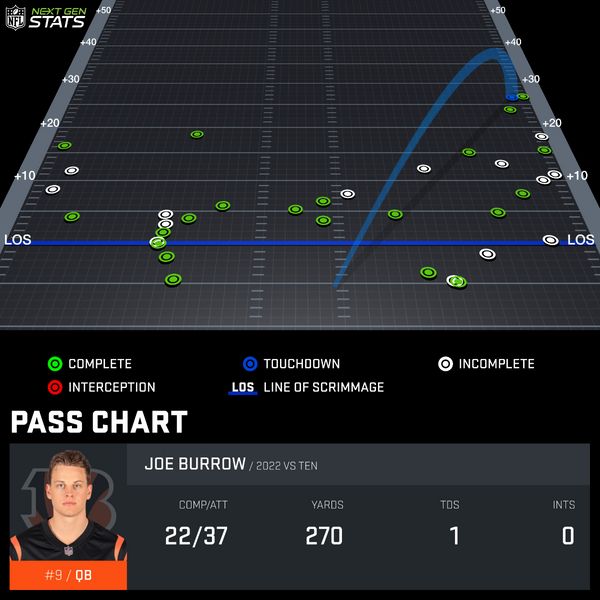 NFL NEXT GEN STATS
+50 +50
+40 +40
+30 +30
+20 +20
+10 +10
LOS LOS
COMPLETE TOUCHDOWN INCOMPLETE
INTERCEPTION LOS LINE OF SCRIMMAGE
PASS CHART
JOE BURROW / 2022 VS TEN
COMP/ATT YARDS TDS INTS
22/37 270 1 0
#9 / QB